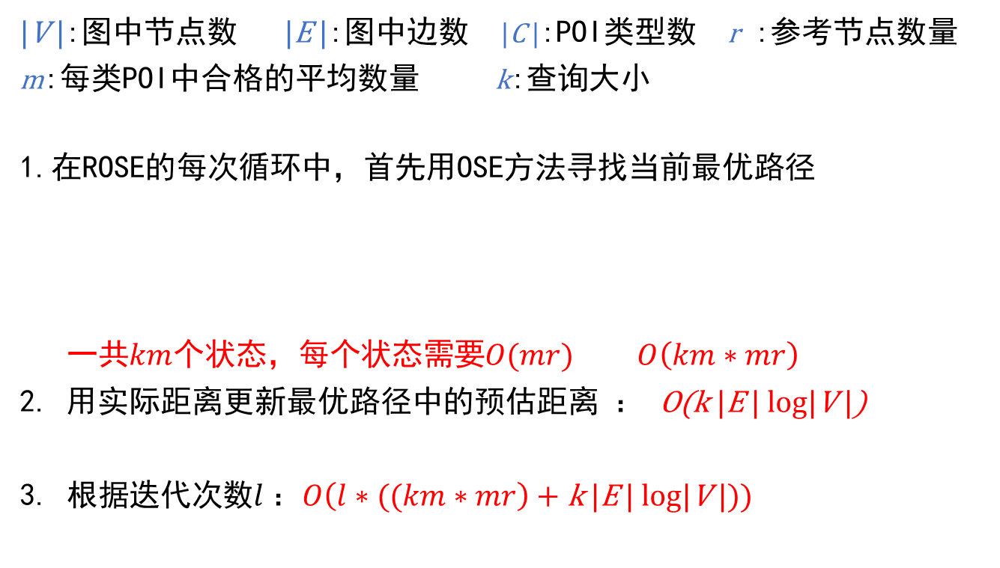 |V|:图中节点数 |E|:图中边数 |C|:POI类型数 r :参考节点数量
m:每类POI中合格的平均数量 k:查询大小
1.在ROSE的每次循环中，首先用OSE方法寻找当前最优路径
一共km个状态，每个状态需要O(mr) O(km∗mr)
2. 用实际距离更新最优路径中的预估距离 ： O(k|E| log|V|)
3. 根据迭代次数l：O(l∗((km∗mr)+k|E| log|V|))